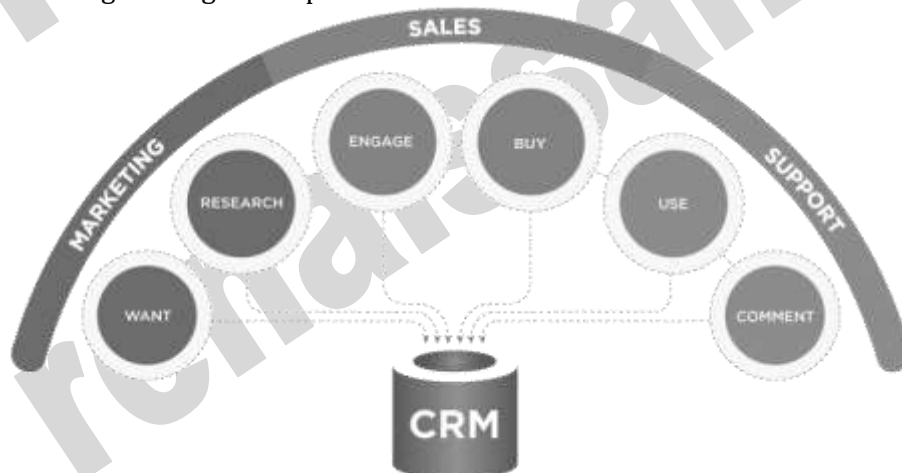 SALES
MARKETING
SUPPORT
ENGAGE
BUY
RESEARCH
USE
WANT
COMMENT
CRM